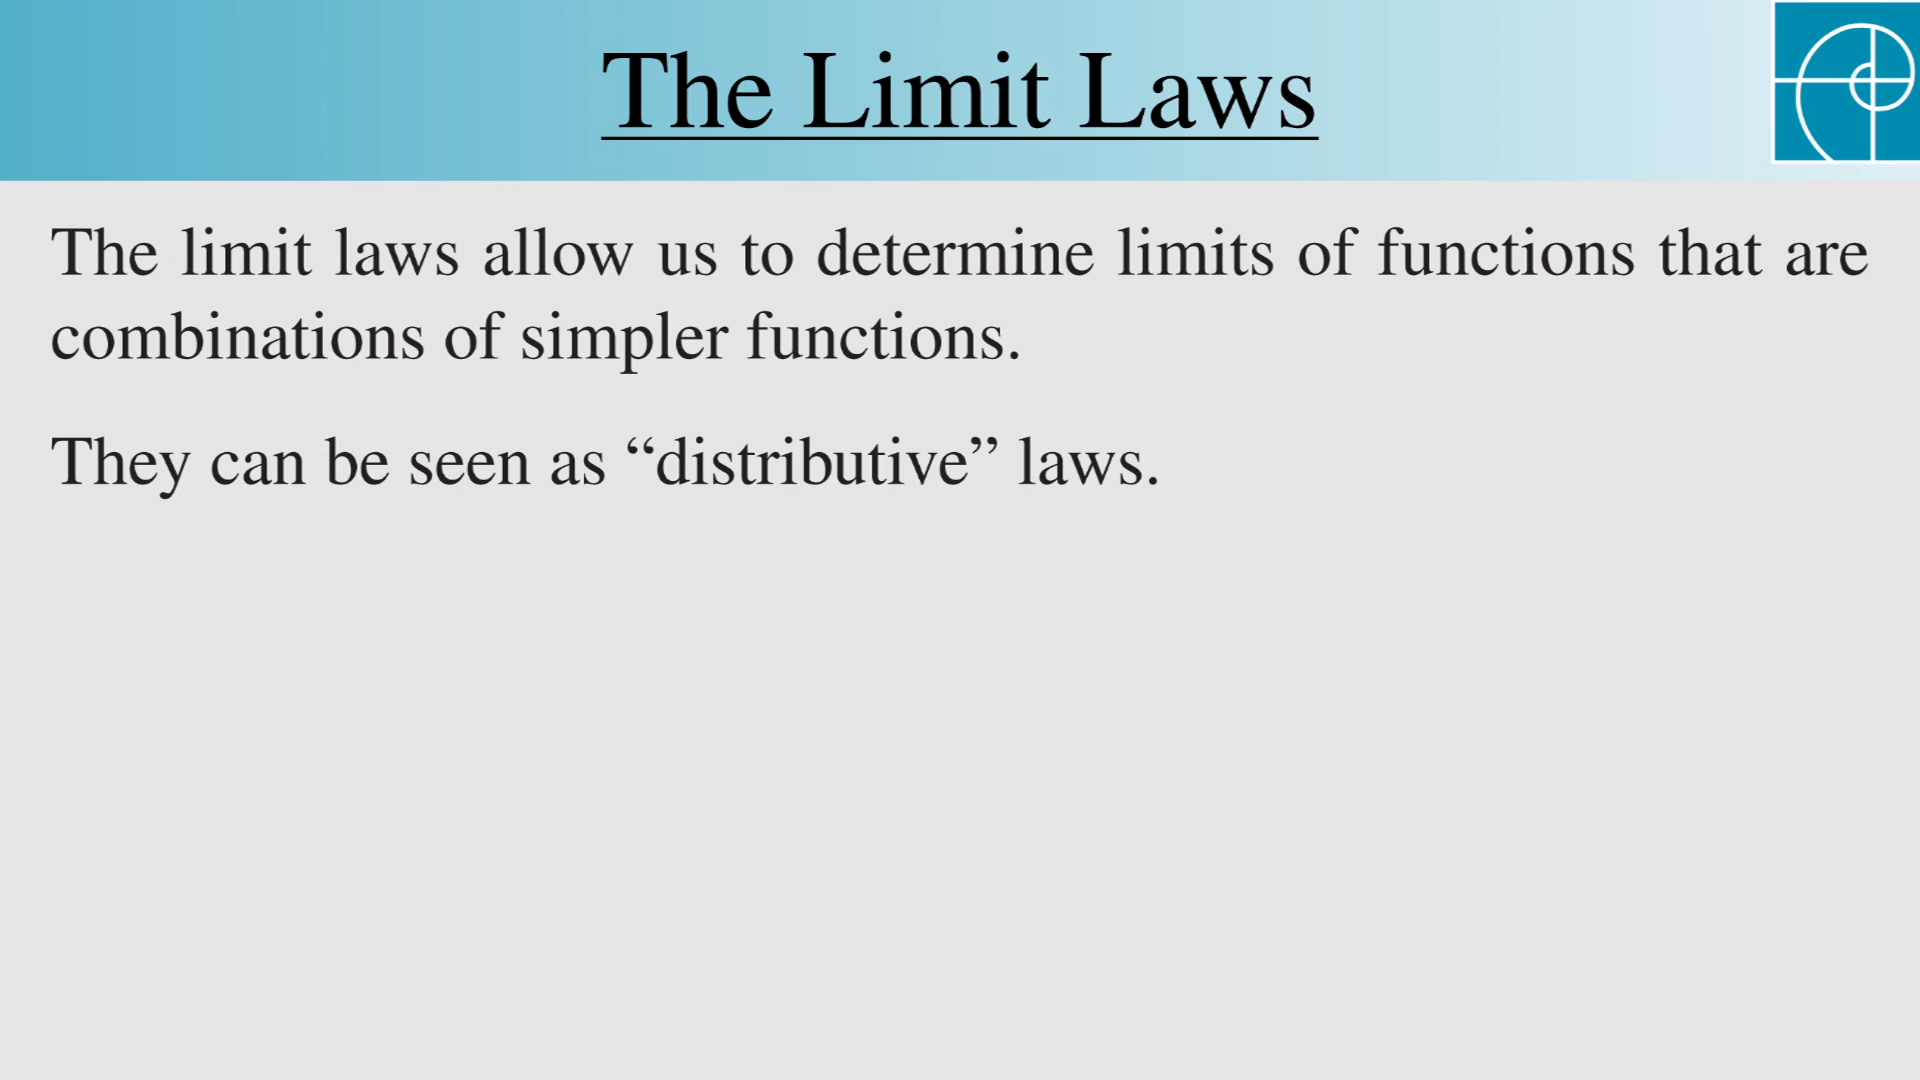 The Limit Laws
The limit laws allow us to determine limits of functions that are
combinations of simpler functions.
They can be seen as “distributive” laws.